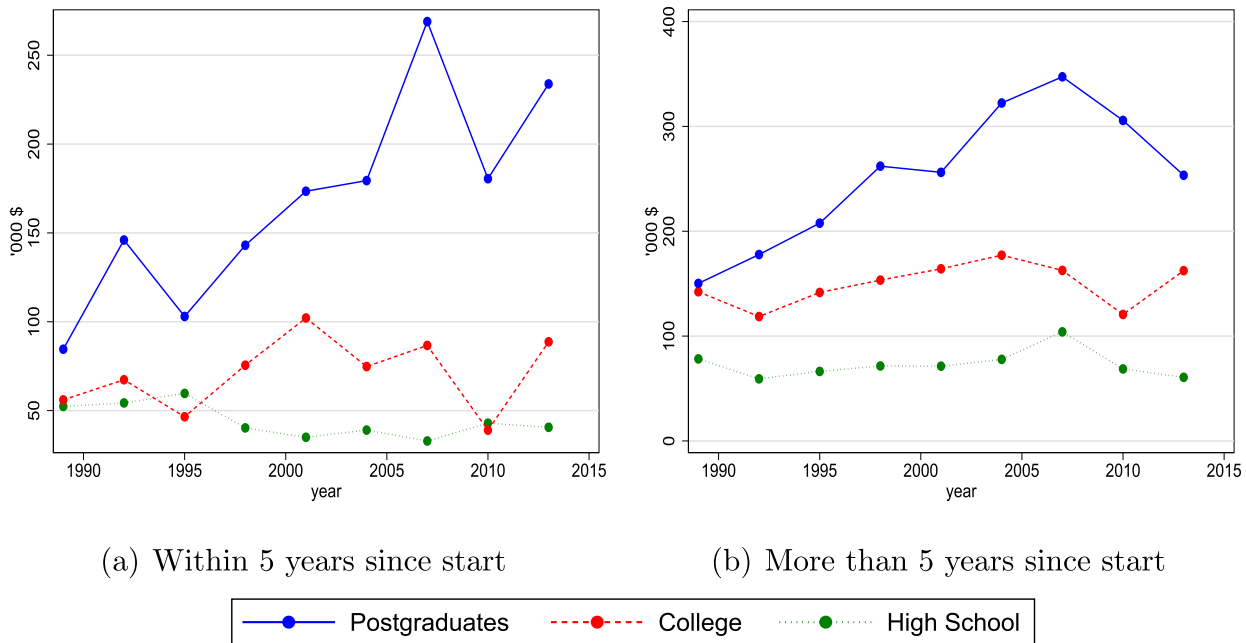 250
200
150
100
50
'000 $
1990 1995 2000 2005 2010 2015
year
(a) Within 5 years since start
400
300
200
100
0
'000 $
1990 1995 2000 2005 2010 2015
year
(b) More than 5 years since start
Postgraduates College High School